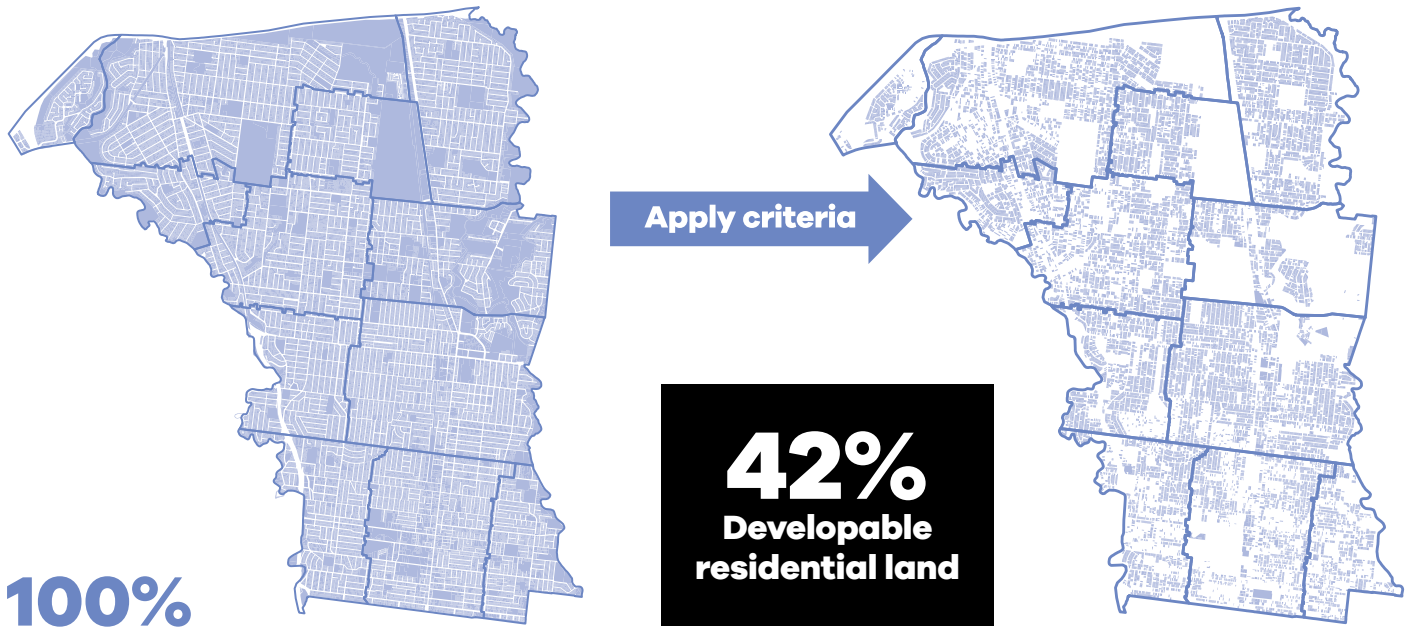 Apply criteria
42%
Developable
residential land
100%